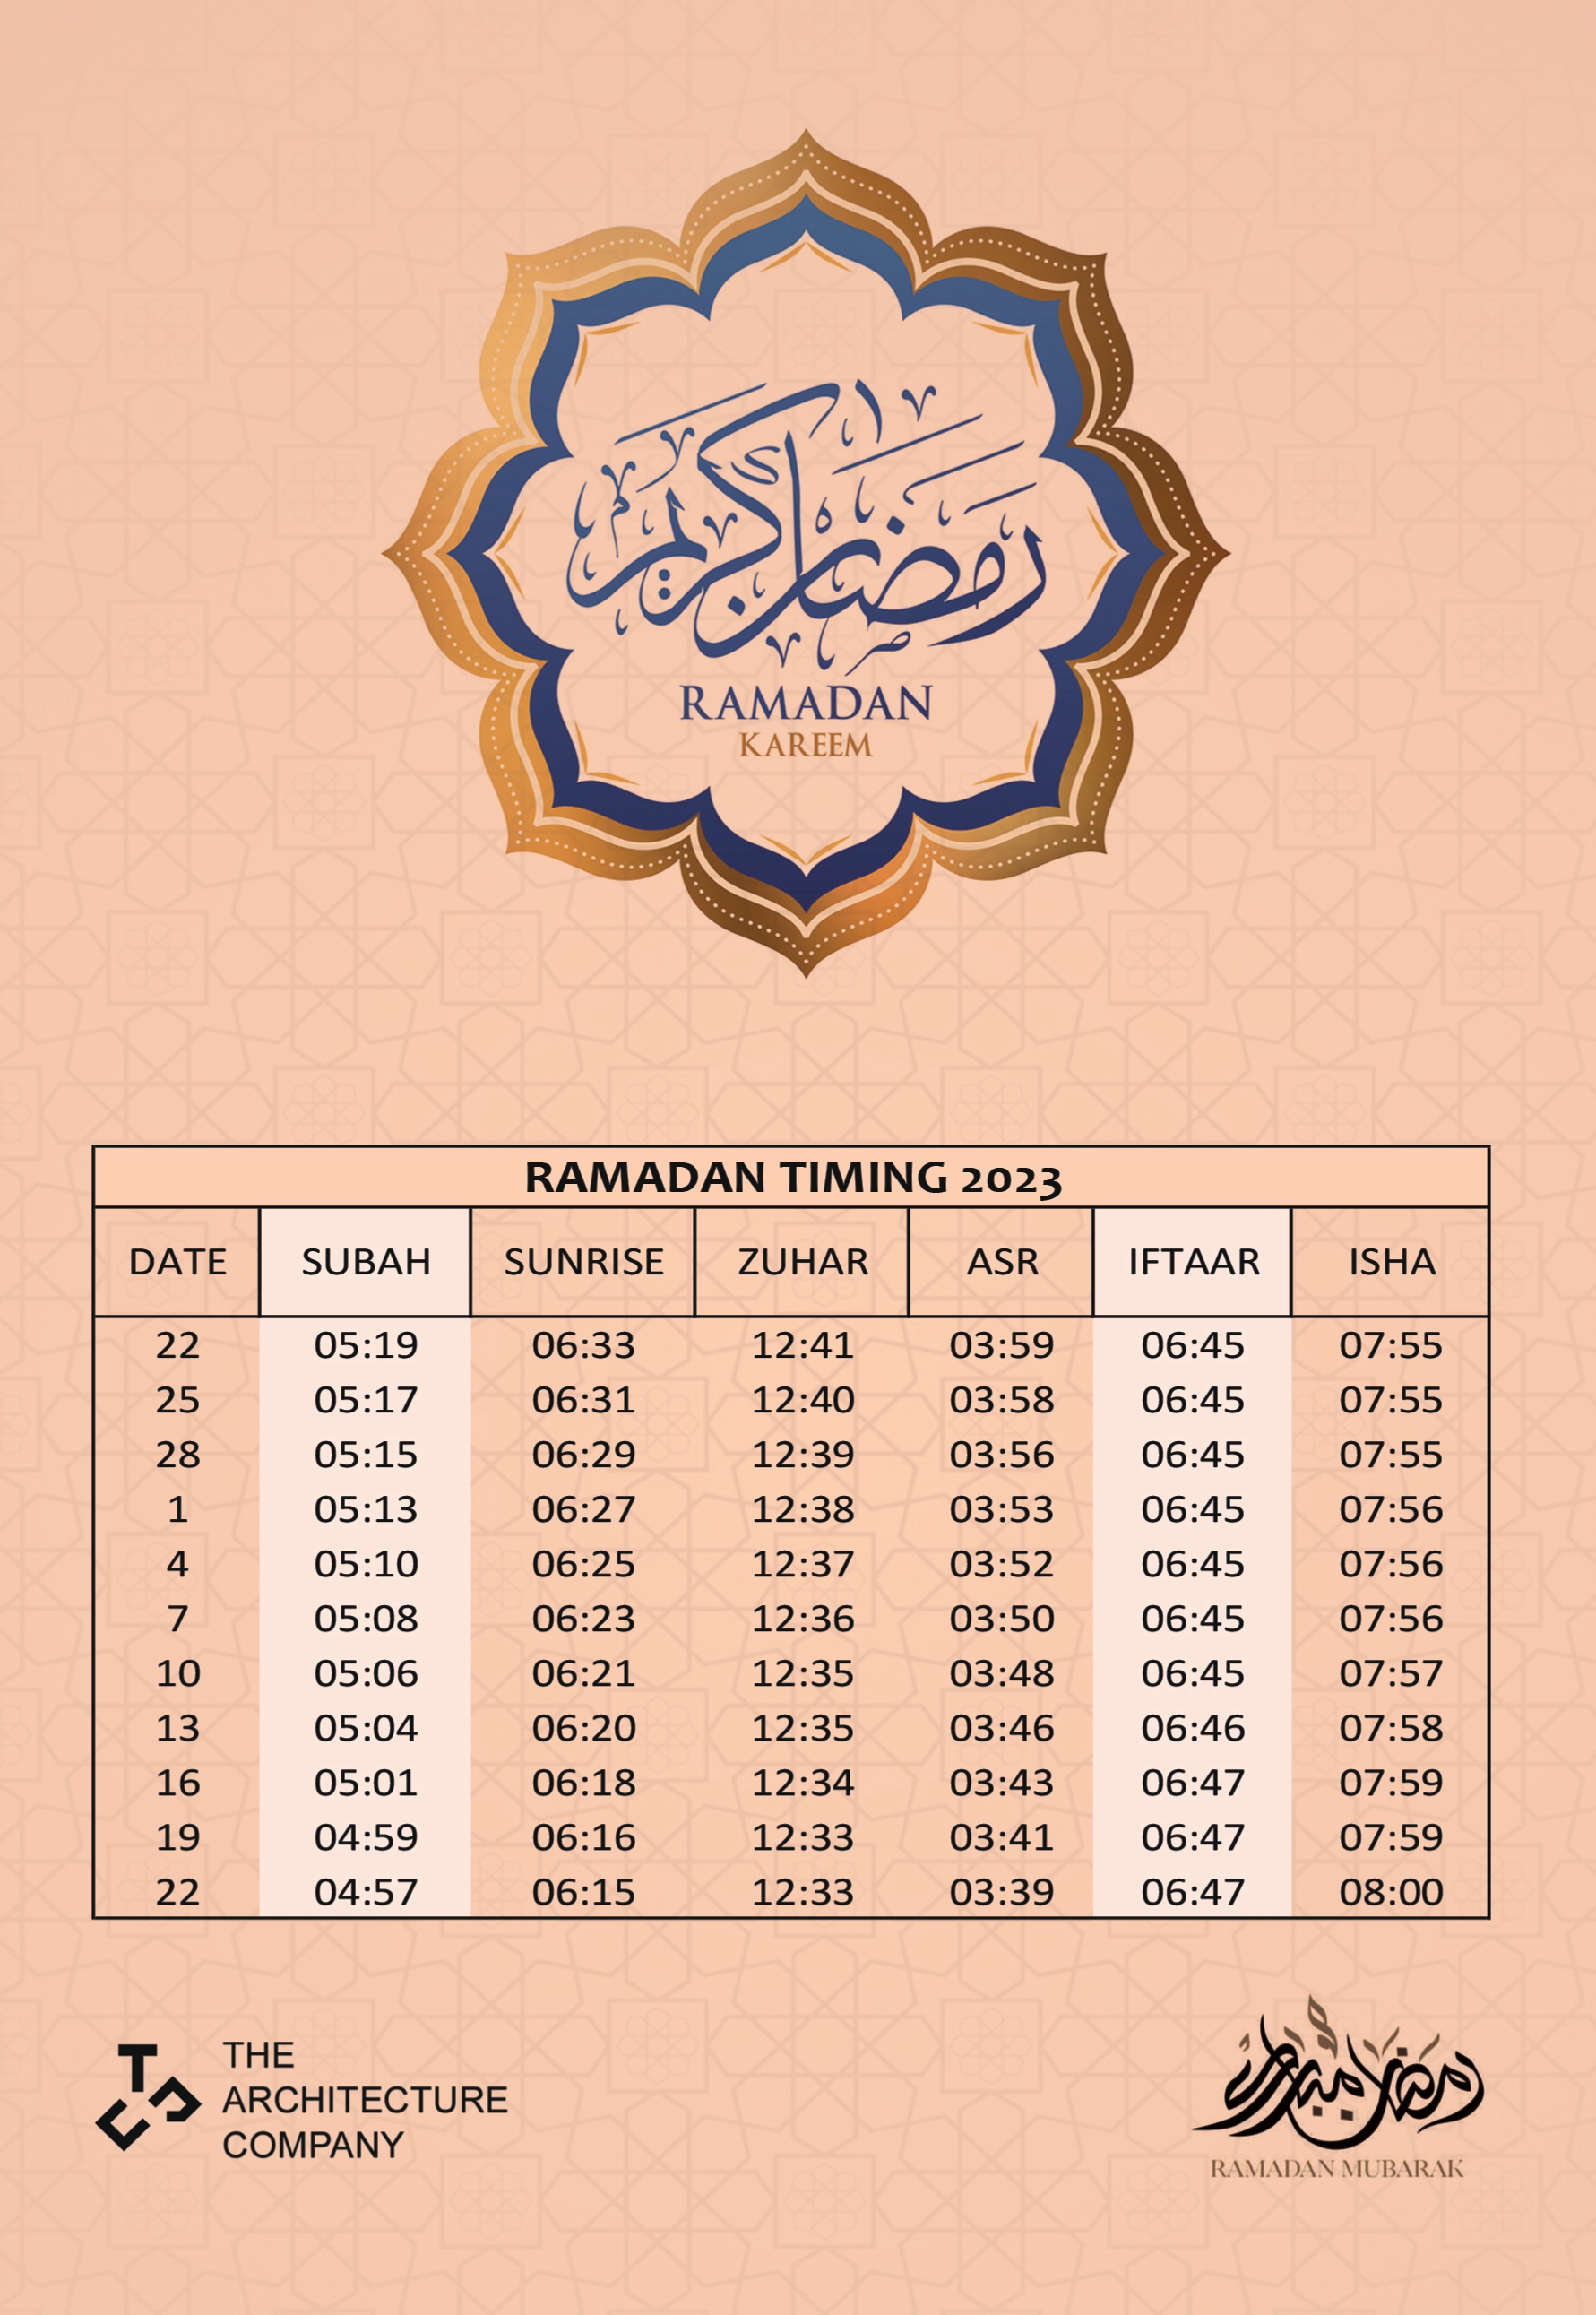 رمضان كريم
RAMADAN
KAREEM
RAMADAN TIMING 2023
DATE SUBAH SUNRISE ZUHAR ASR IFTAAR ISHA
22 05:19 06:33 12:41 03:59 06:45 07:55
25 05:17 06:31 12:40 03:58 06:45 07:55
28 05:15 06:29 12:39 03:56 06:45 07:55
1 05:13 06:27 12:38 03:53 06:45 07:56
4 05:10 06:25 12:37 03:52 06:45 07:56
7 05:08 06:23 12:36 03:50 06:45 07:56
10 05:06 06:21 12:35 03:48 06:45 07:57
13 05:04 06:20 12:35 03:46 06:46 07:58
16 05:01 06:18 12:34 03:43 06:47 07:59
19 04:59 06:16 12:33 03:41 06:47 07:59
22 04:57 06:15 12:33 03:39 06:47 08:00
THE
ARCHITECTURE
COMPANY
رمضان مبارك
RAMADAN MUBARAK